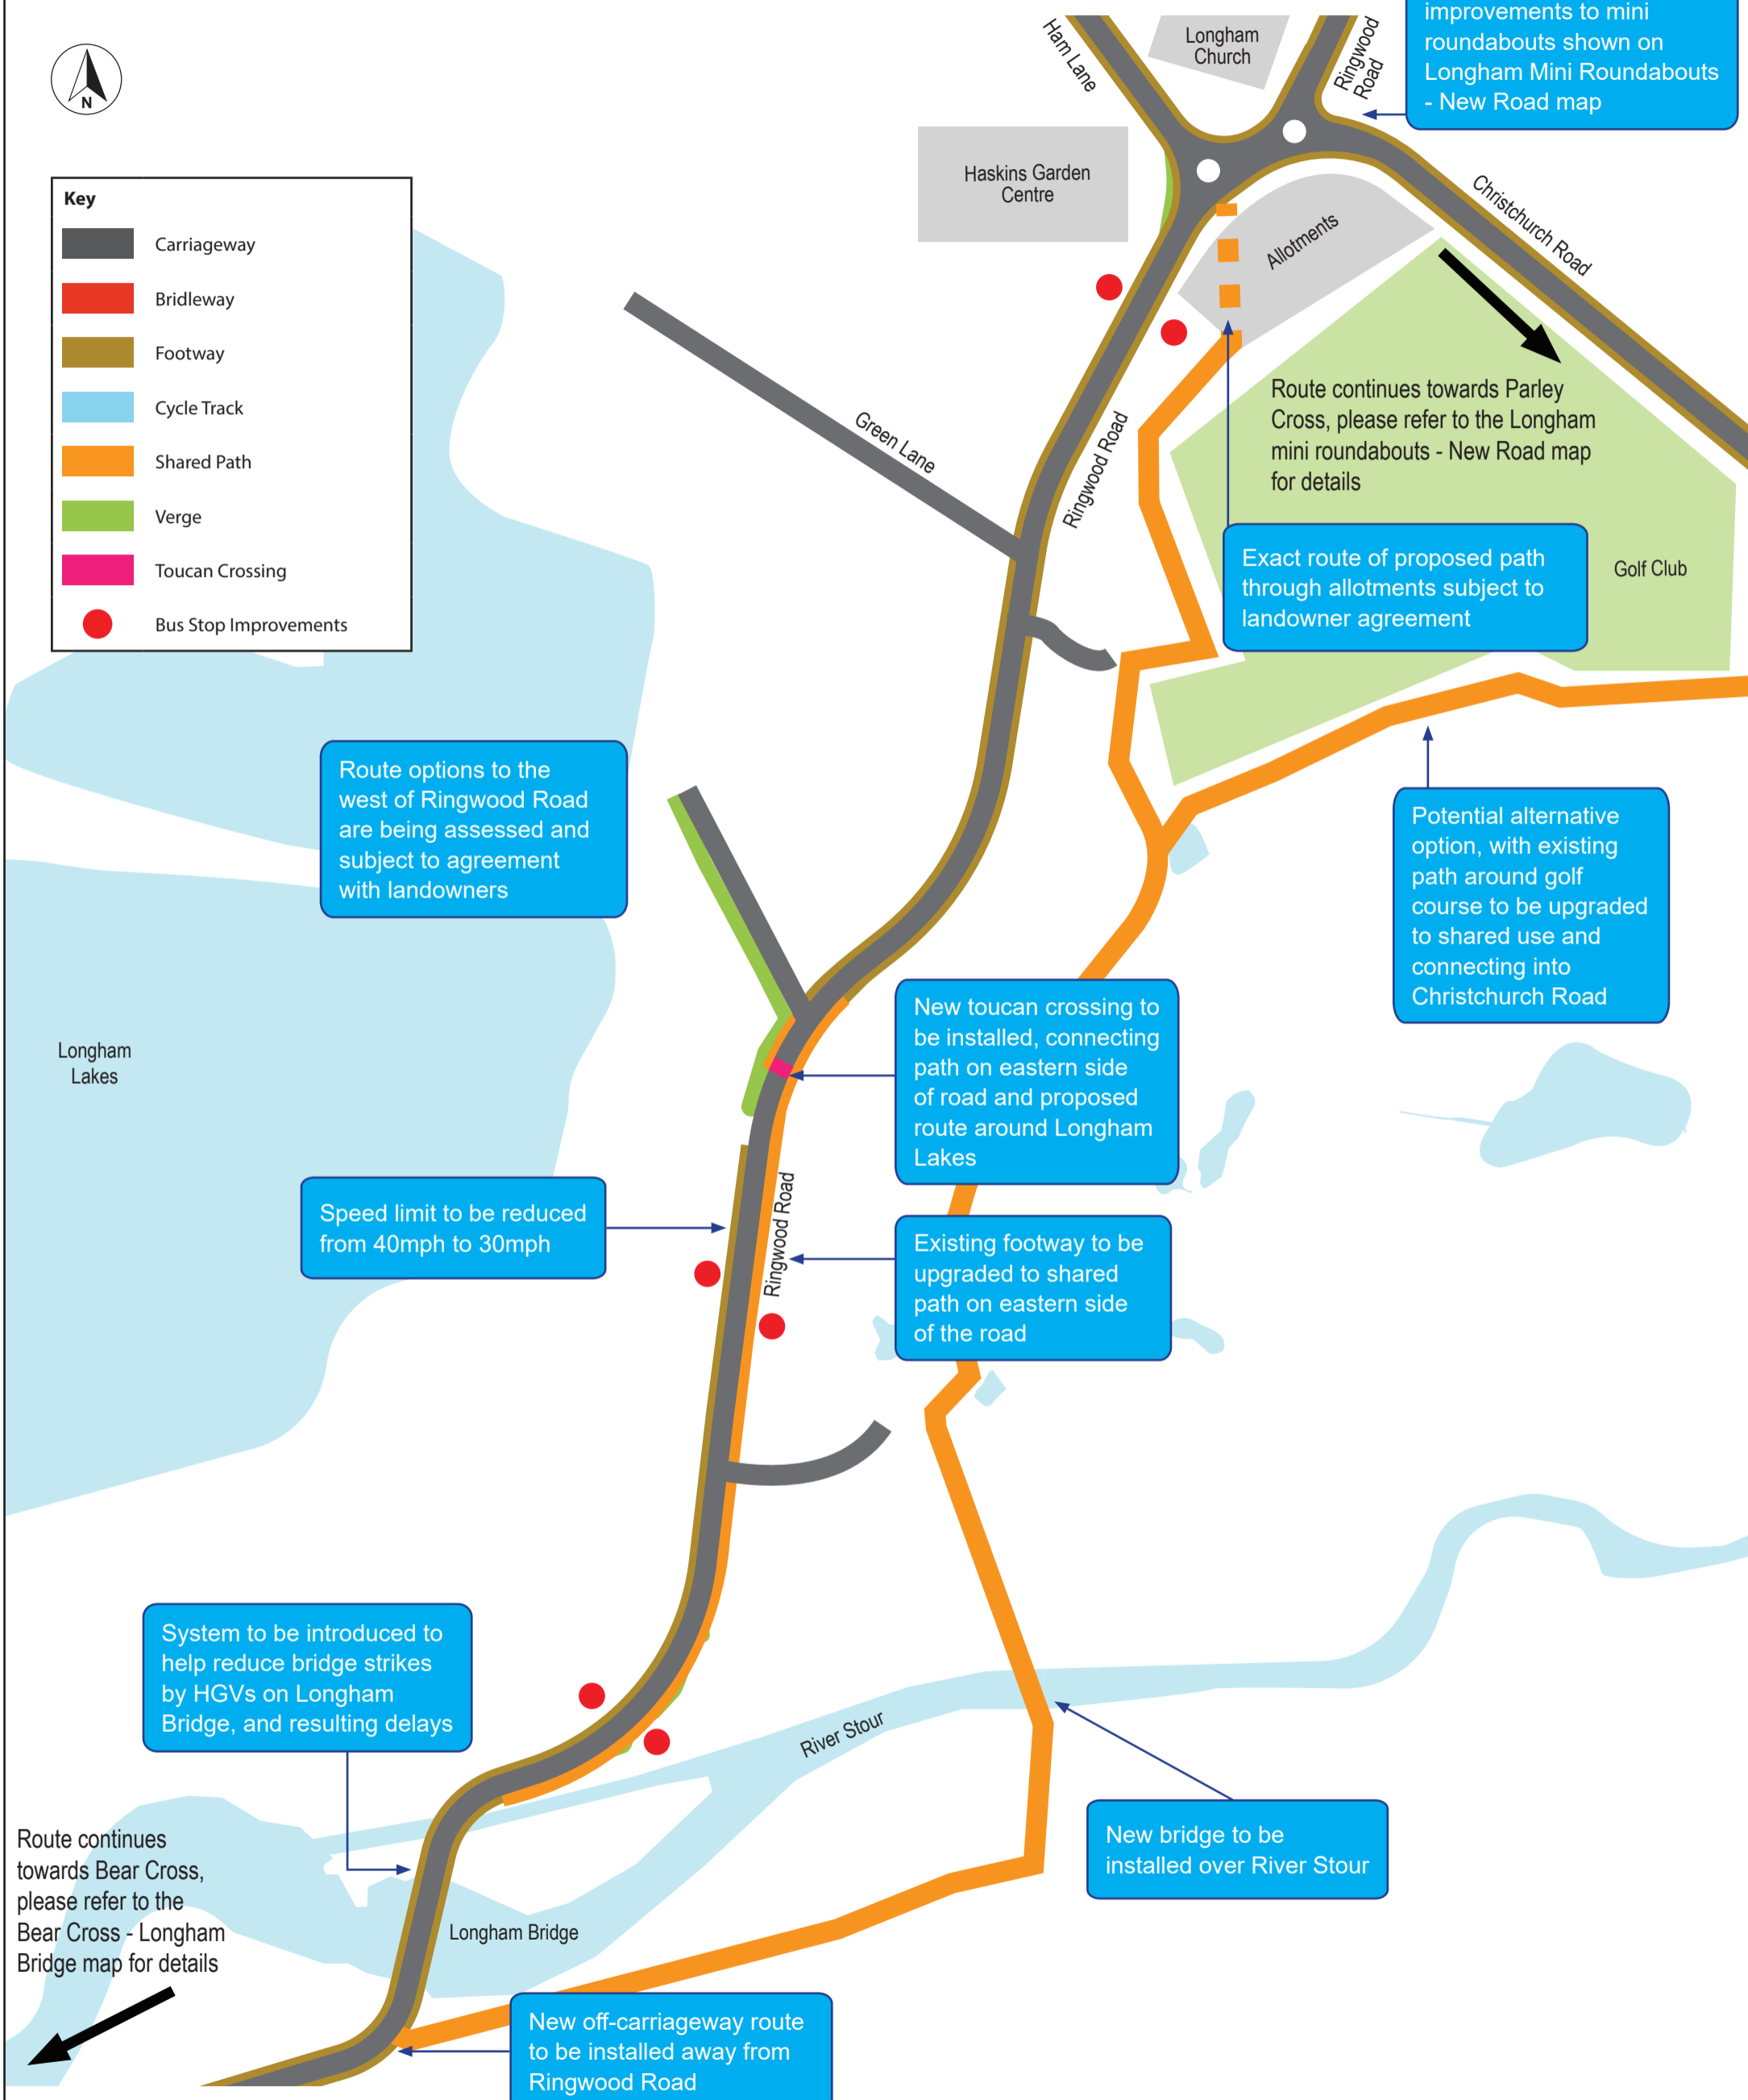 improvements to mini
roundabouts shown on
Longham Mini Roundabouts
- New Road map
Ham Lane
Longham
Church
Ringwood
Road
N
Haskins Garden
Centre
Allotments
Christchurch Road
Key
Carriageway
Bridleway
Footway
Cycle Track
Shared Path
Verge
Toucan Crossing
Bus Stop Improvements
Green Lane
Ringwood Road
Route continues towards Parley
Cross, please refer to the Longham
mini roundabouts - New Road map
for details
Exact route of proposed path
through allotments subject to
landowner agreement
Golf Club
Route options to the
west of Ringwood Road
are being assessed and
subject to agreement
with landowners
Potential alternative
option, with existing
path around golf
course to be upgraded
to shared use and
connecting into
Christchurch Road
Longham
Lakes
New toucan crossing to
be installed, connecting
path on eastern side
of road and proposed
route around Longham
Lakes
Speed limit to be reduced
from 40mph to 30mph
Ringwood Road
Existing footway to be
upgraded to shared
path on eastern side
of the road
System to be introduced to
help reduce bridge strikes
by HGVs on Longham
Bridge, and resulting delays
River Stour
New bridge to be
installed over River Stour
Route continues
towards Bear Cross,
please refer to the
Bear Cross - Longham
Bridge map for details
Longham Bridge
New off-carriageway route
to be installed away from
Ringwood Road